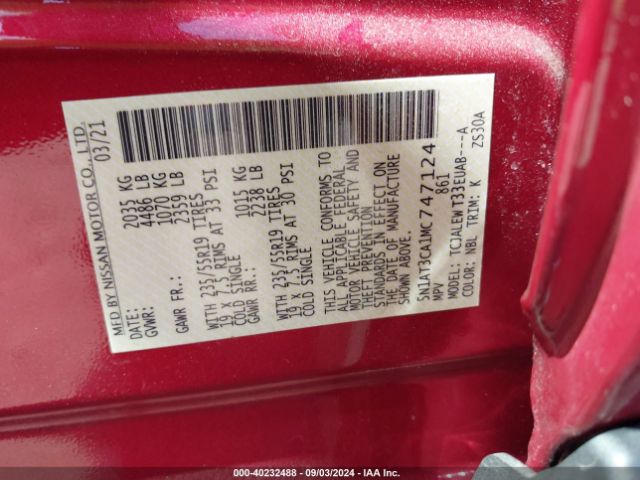 MFD BY NISSAN MOTOR CO., LTD.
DATE: 03/21
GVWR: 2035 KG
4486 LB
GAWR FR.: 1070 KG
2359 LB
WITH 235/55R19 TIRES
19 X 7.5 RIMS AT 33 PSI
COLD SINGLE
GAWR RR.: 1015 KG
2238 LB
WITH 235/55R19 TIRES
19 X 7.5 RIMS AT 30 PSI
COLD SINGLE
THIS VEHICLE CONFORMS TO
ALL APPLICABLE FEDERAL
MOTOR VEHICLE SAFETY AND
THEFT PREVENTION
STANDARDS IN EFFECT ON
THE DATE OF MANUFACTURE
SHOWN ABOVE.
5N1AT3CA1MC747124
MPV 861
MODEL: TCJALEW T33EUAB---A
COLOR: NBL TRIM: K ZS30A
000-40232488 - 09/03/2024 - IAA Inc.